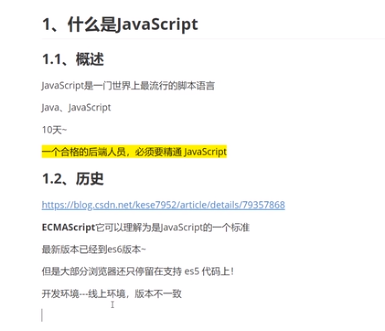 1、什么是JavaScript
1.1、概述
JavaScript是一门世界上最流行的脚本语言
Java、JavaScript
10天~
一个合格的后端人员，必须要精通 JavaScript
1.2、历史
https://blog.csdn.net/kese7952/article/details/79357868
ECMAScript它可以理解为是JavaScript的一个标准
最新版本已经到es6版本~
但是大部分浏览器还只停留在支持 es5 代码上！
开发环境---线上环境，版本不一致